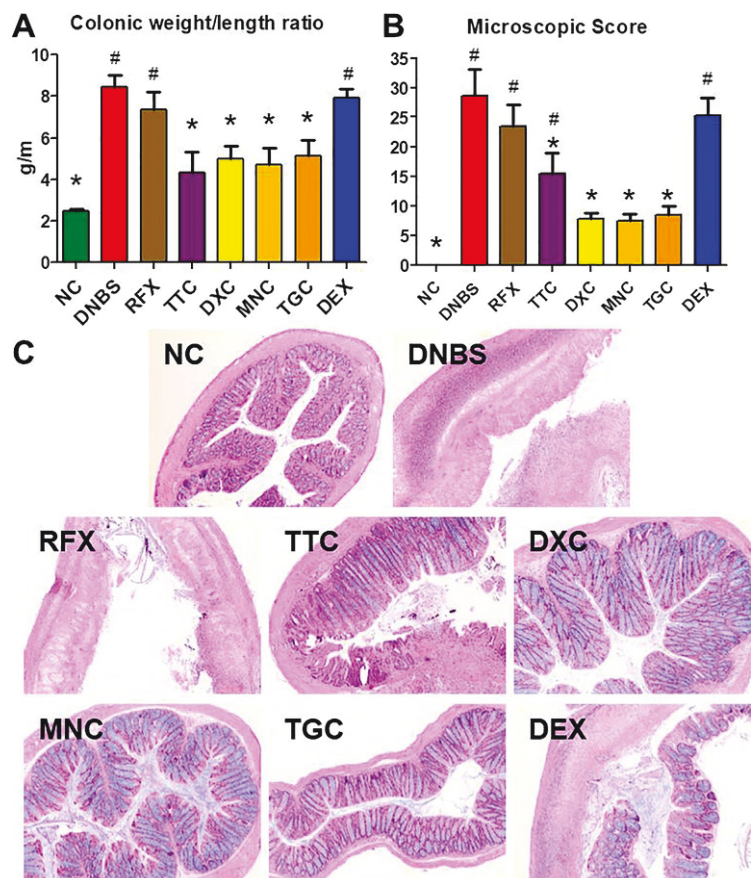 A
Colonic weight/length ratio
g/m
10
8
6
4
2
0
*
#
#
*
*
*
*
#
NC
DNBS
RFX
TTC
DXC
MNC
TGC
DEX
B
Microscopic Score
35
30
25
20
15
10
5
0
*
#
#
#
*
*
*
*
#
NC
DNBS
RFX
TTC
DXC
MNC
TGC
DEX
C
NC
DNBS
RFX
TTC
DXC
MNC
TGC
DEX